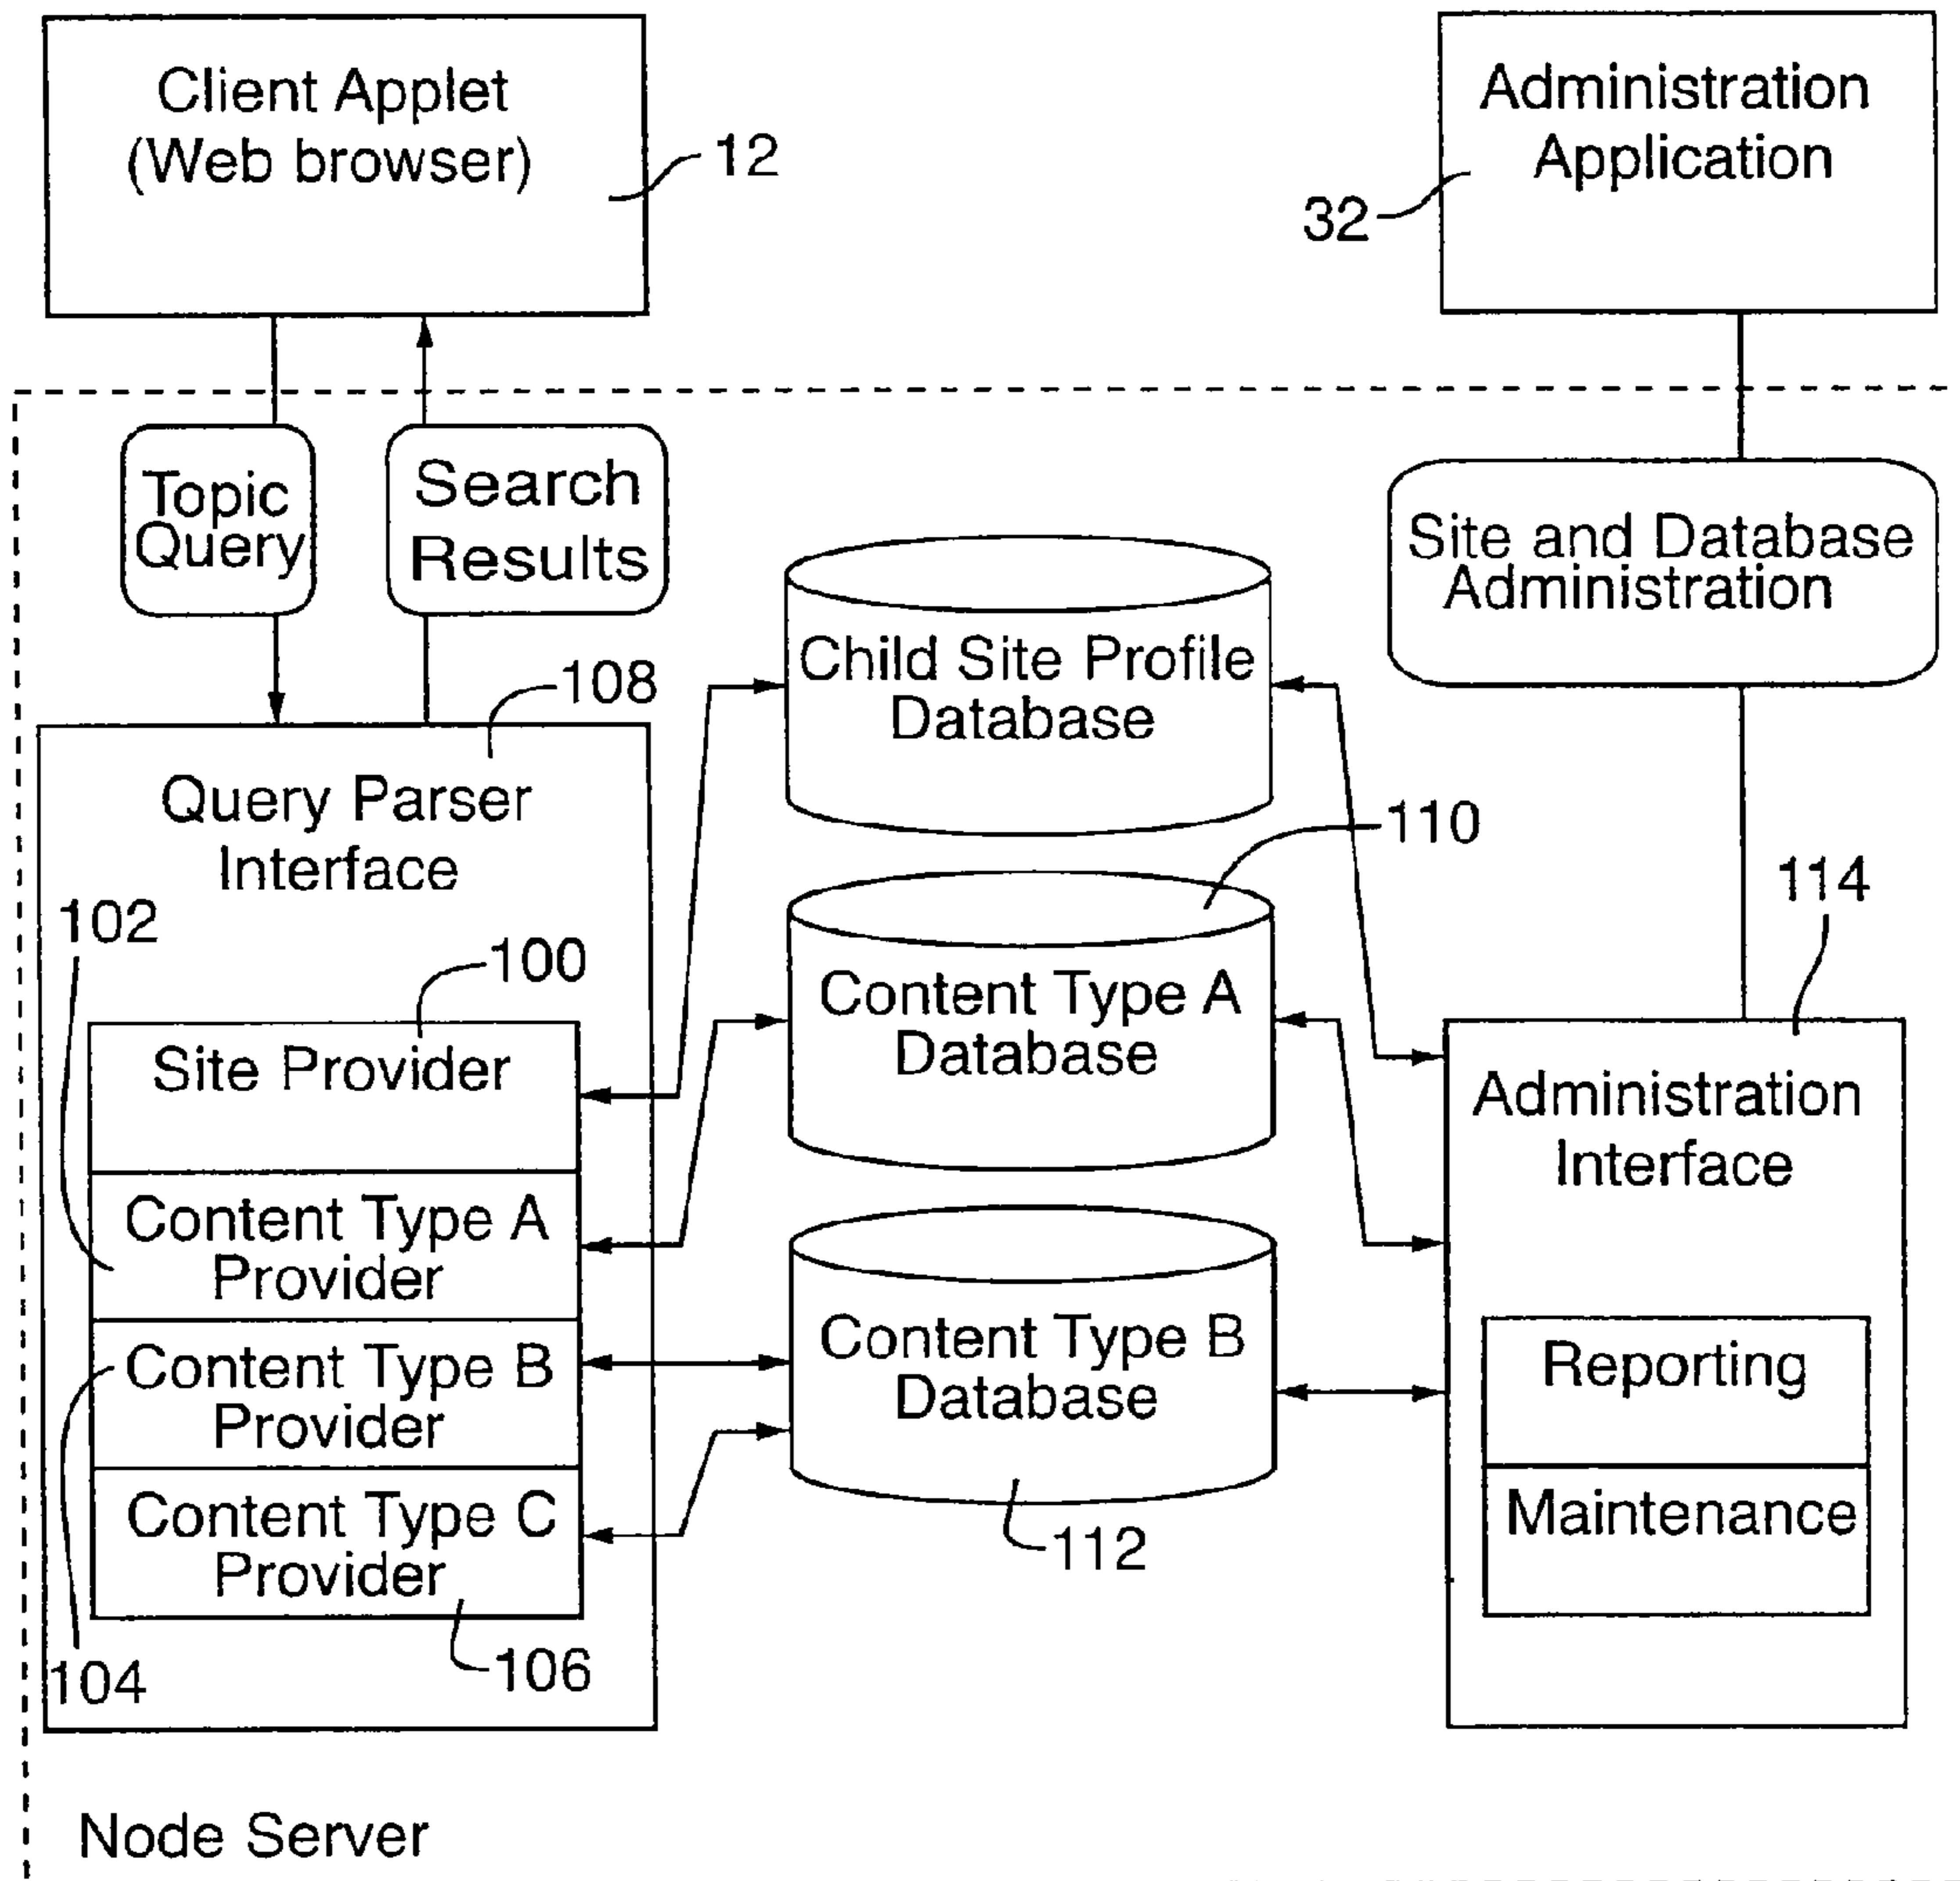 Client Applet
(Web browser)
12
Administration
Application
32
Topic
Query
Search
Results
Site and Database
Administration
108
Child Site Profile
Database
Query Parser
Interface
110
114
102
100
Content Type A
Database
Site Provider
Administration
Interface
Content Type A
Provider
Content Type B
Database
Content Type B
Provider
Reporting
Content Type C
Provider
Maintenance
112
104
106
Node Server